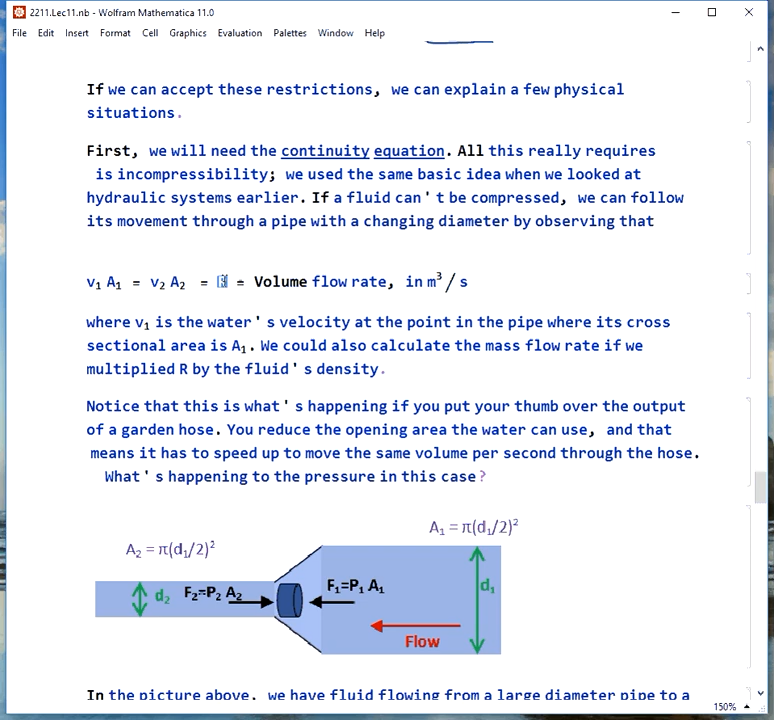 2211.Lec11.nb - Wolfram Mathematica 11.0
File Edit Insert Format Cell Graphics Evaluation Palettes Window Help
If we can accept these restrictions, we can explain a few physical
situations.
First, we will need the continuity equation. All this really requires
is incompressibility; we used the same basic idea when we looked at
hydraulic systems earlier. If a fluid can't be compressed, we can follow
its movement through a pipe with a changing diameter by observing that
v₁ A₁ = v₂ A₂ = = Volume flow rate, in m³/s
where v₁ is the water's velocity at the point in the pipe where its cross
sectional area is A₁. We could also calculate the mass flow rate if we
multiplied R by the fluid's density.
Notice that this is what's happening if you put your thumb over the output
of a garden hose. You reduce the opening area the water can use, and that
means it has to speed up to move the same volume per second through the hose.
What's happening to the pressure in this case?
A₁ = π(d₁/2)²
A₂ = π(d₁/2)²
d₂ F₂=P₂ A₂ F₁=P₁ A₁ d₁
Flow
In the picture above, we have fluid flowing from a large diameter pipe to a
150%